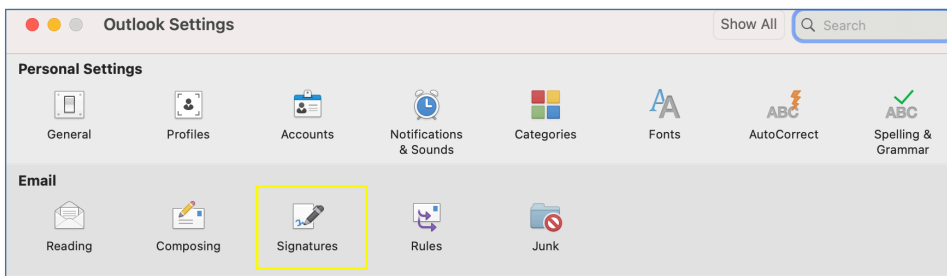 Outlook Settings
Show All
Search
Personal Settings
General
Profiles
Accounts
Notifications
& Sounds
Categories
Fonts
ABC
AutoCorrect
ABC
Spelling &
Grammar
Email
Reading
Composing
Signatures
Rules
Junk